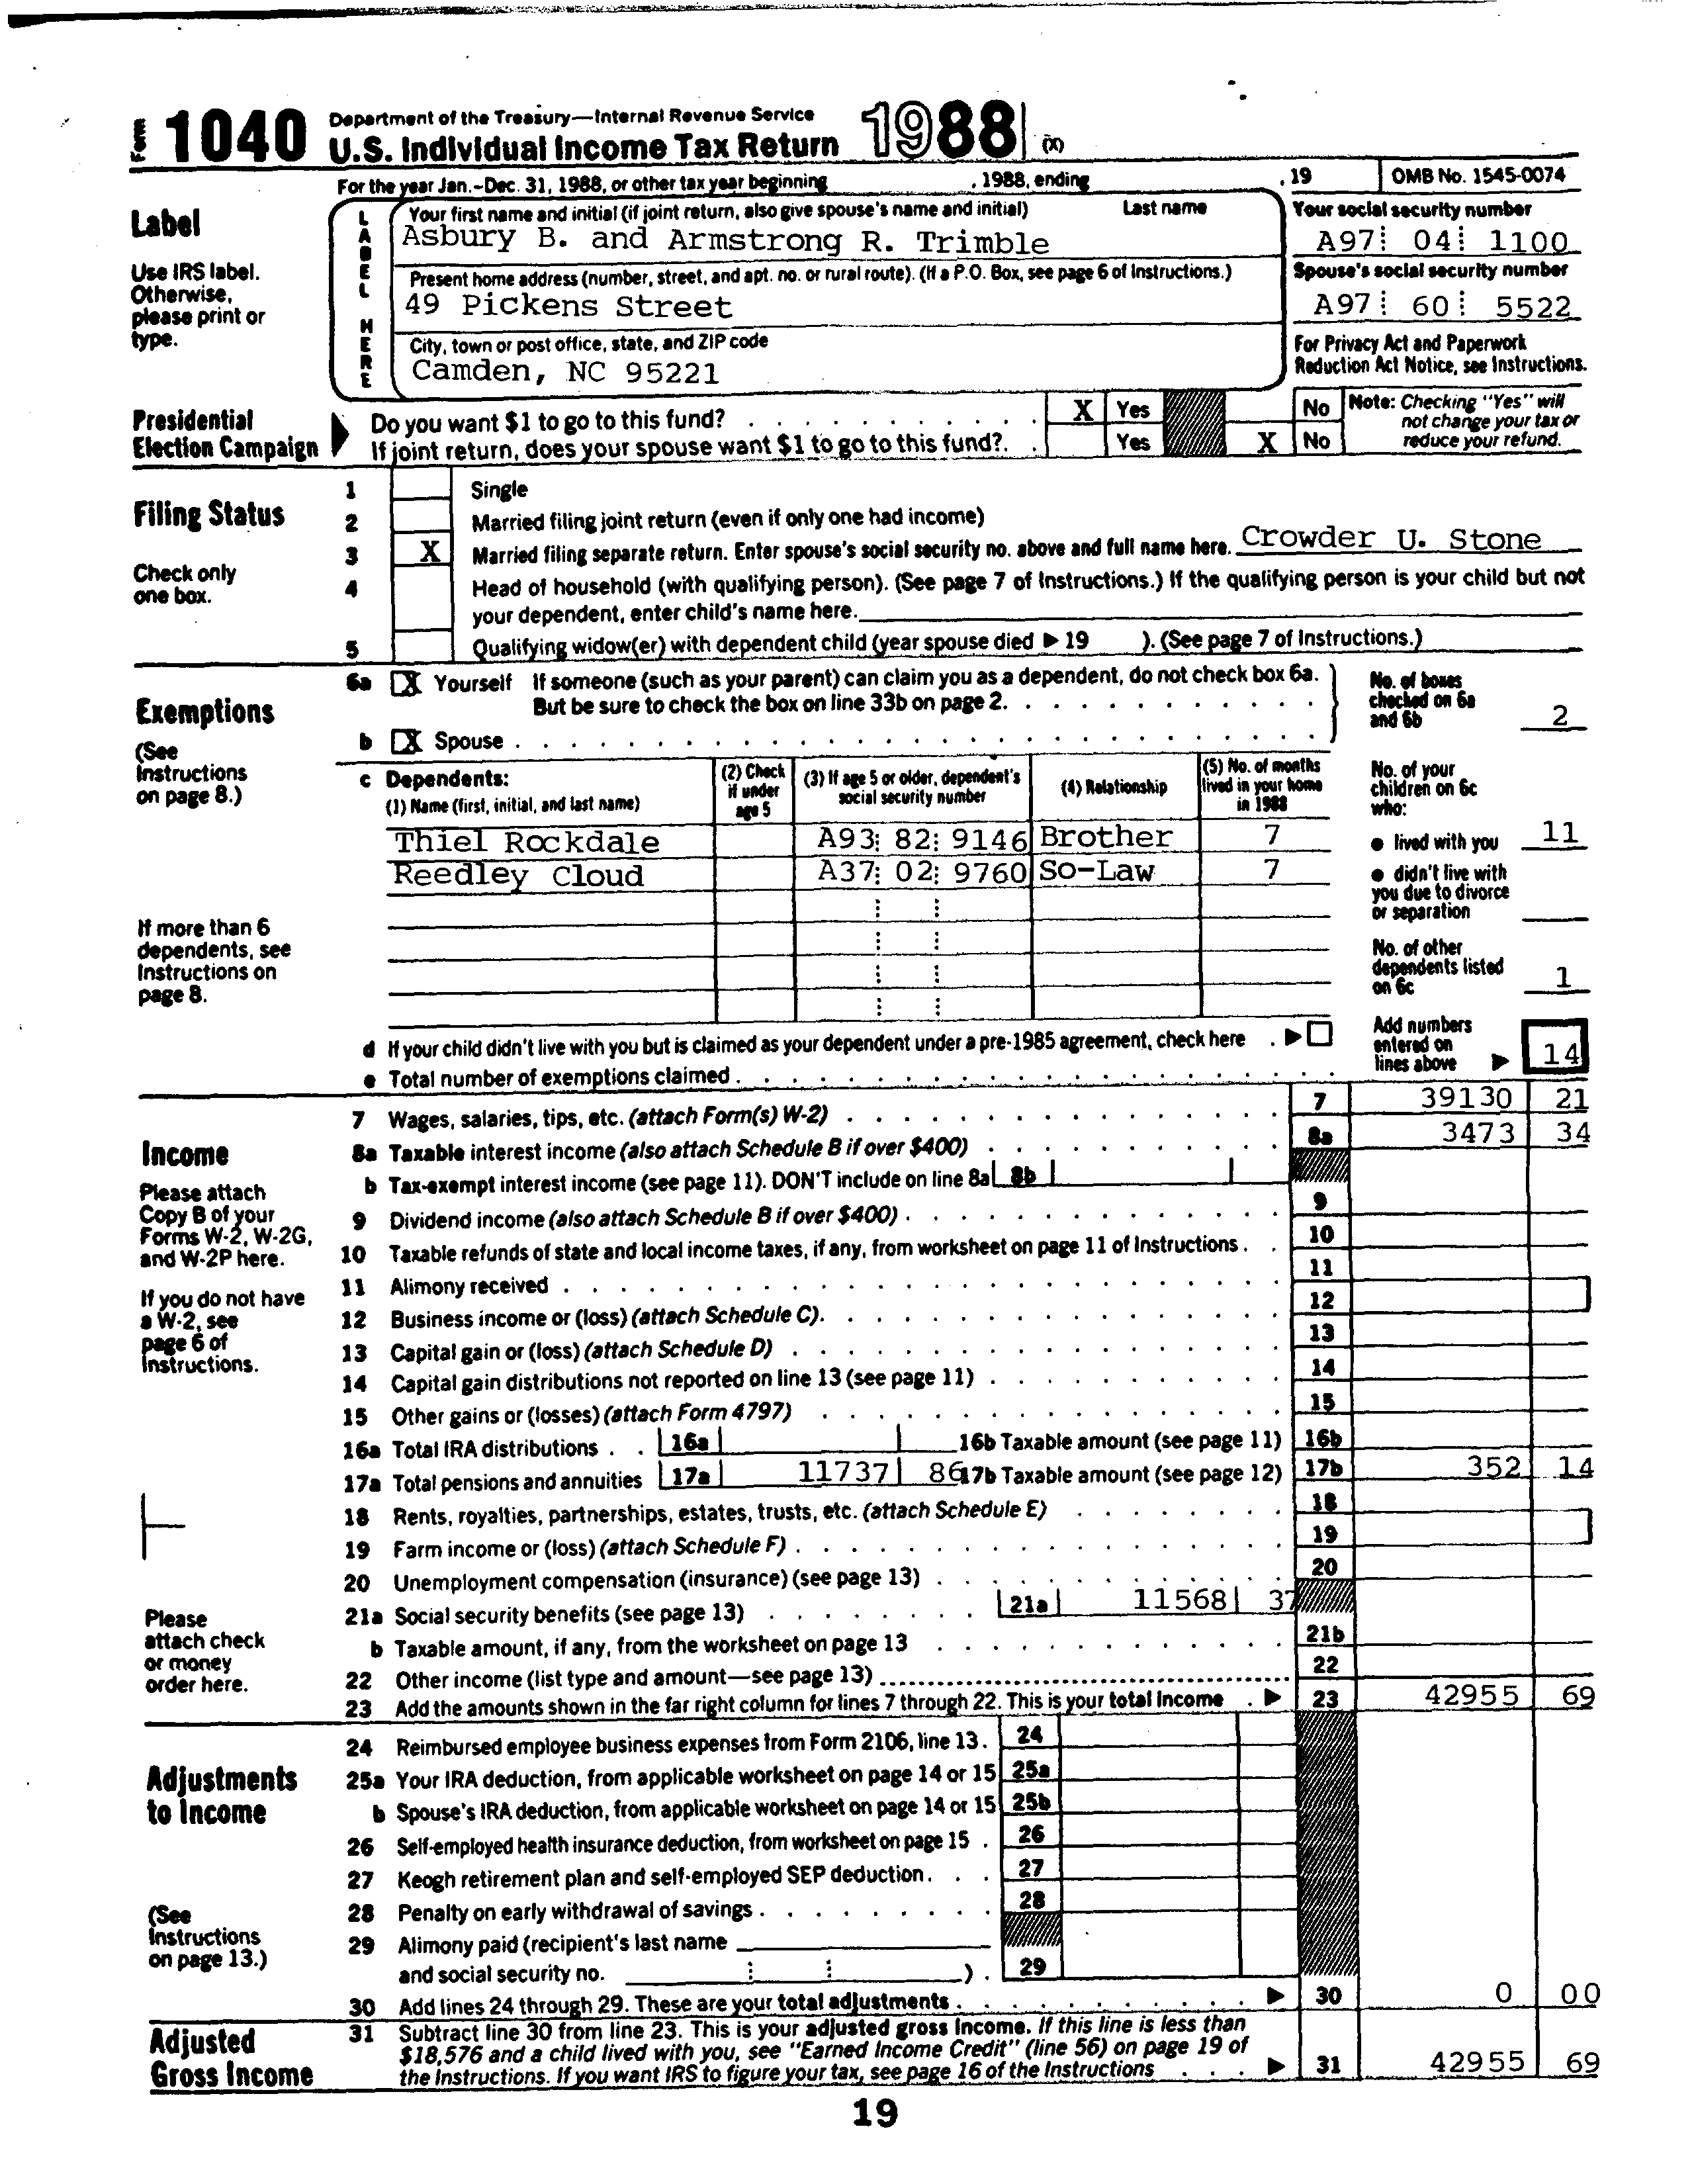 Form 1040 Department of the Treasury—Internal Revenue Service
U.S. Individual Income Tax Return 1988 (X)
For the year Jan.-Dec. 31, 1988, or other tax year beginning , 1988, ending , 19 OMB No. 1545-0074
Label
Use IRS label.
Otherwise,
please print or
type.
LABEL HERE
Your first name and initial (if joint return, also give spouse's name and initial) Last name
Asbury B. and Armstrong R. Trimble
Present home address (number, street, and apt. no. or rural route). (If a P.O. Box, see page 6 of Instructions.)
49 Pickens Street
City, town or post office, state, and ZIP code
Camden, NC 95221
Your social security number
A97 04 1100
Spouse's social security number
A97 60 5522
For Privacy Act and Paperwork
Reduction Act Notice, see Instructions.
Presidential
Election Campaign
Do you want $1 to go to this fund? X Yes No
If joint return, does your spouse want $1 to go to this fund? Yes X No
Note: Checking "Yes" will
not change your tax or
reduce your refund.
Filing Status
Check only
one box.
1 Single
2 Married filing joint return (even if only one had income)
3 X Married filing separate return. Enter spouse's social security no. above and full name here. Crowder U. Stone
4 Head of household (with qualifying person). (See page 7 of Instructions.) If the qualifying person is your child but not
your dependent, enter child's name here.
5 Qualifying widow(er) with dependent child (year spouse died ▶ 19 ). (See page 7 of Instructions.)
Exemptions
(See
Instructions
on page 8.)
If more than 6
dependents, see
Instructions on
page 8.
6a X Yourself If someone (such as your parent) can claim you as a dependent, do not check box 6a.
But be sure to check the box on line 33b on page 2.
b X Spouse
No. of boxes
checked on 6a
and 6b 2
c Dependents:
(1) Name (first, initial, and last name)
(2) Check
if under
age 5
(3) If age 5 or older, dependent's
social security number
(4) Relationship
(5) No. of months
lived in your home
in 1988
Thiel Rockdale A93 82 9146 Brother 7
Reedley Cloud A37 02 9760 So-Law 7
No. of your
children on 6c
who:
● lived with you 11
● didn't live with
you due to divorce
or separation
No. of other
dependents listed
on 6c 1
d If your child didn't live with you but is claimed as your dependent under a pre-1985 agreement, check here ▶
e Total number of exemptions claimed
Add numbers
entered on
lines above ▶ 14
Income
Please attach
Copy B of your
Forms W-2, W-2G,
and W-2P here.
If you do not have
a W-2, see
page 6 of
Instructions.
Please
attach check
or money
order here.
7 Wages, salaries, tips, etc. (attach Form(s) W-2) 7 39130 21
8a Taxable interest income (also attach Schedule B if over $400) 8a 3473 34
b Tax-exempt interest income (see page 11). DON'T include on line 8a 8b
9 Dividend income (also attach Schedule B if over $400) 9
10 Taxable refunds of state and local income taxes, if any, from worksheet on page 11 of Instructions 10
11 Alimony received 11
12 Business income or (loss) (attach Schedule C) 12
13 Capital gain or (loss) (attach Schedule D) 13
14 Capital gain distributions not reported on line 13 (see page 11) 14
15 Other gains or (losses) (attach Form 4797) 15
16a Total IRA distributions 16a 16b Taxable amount (see page 11) 16b
17a Total pensions and annuities 17a 11737 86 17b Taxable amount (see page 12) 17b 352 14
18 Rents, royalties, partnerships, estates, trusts, etc. (attach Schedule E) 18
19 Farm income or (loss) (attach Schedule F) 19
20 Unemployment compensation (insurance) (see page 13) 20
21a Social security benefits (see page 13) 21a 11568 37
b Taxable amount, if any, from the worksheet on page 13 21b
22 Other income (list type and amount—see page 13) 22
23 Add the amounts shown in the far right column for lines 7 through 22. This is your total income ▶ 23 42955 69
Adjustments
to Income
(See
Instructions
on page 13.)
24 Reimbursed employee business expenses from Form 2106, line 13. 24
25a Your IRA deduction, from applicable worksheet on page 14 or 15 25a
b Spouse's IRA deduction, from applicable worksheet on page 14 or 15 25b
26 Self-employed health insurance deduction, from worksheet on page 15 26
27 Keogh retirement plan and self-employed SEP deduction 27
28 Penalty on early withdrawal of savings 28
29 Alimony paid (recipient's last name
and social security no. ) 29
30 Add lines 24 through 29. These are your total adjustments ▶ 30 0 00
Adjusted
Gross Income
31 Subtract line 30 from line 23. This is your adjusted gross income. If this line is less than
$18,576 and a child lived with you, see "Earned Income Credit" (line 56) on page 19 of
the Instructions. If you want IRS to figure your tax, see page 16 of the Instructions ▶ 31 42955 69
19